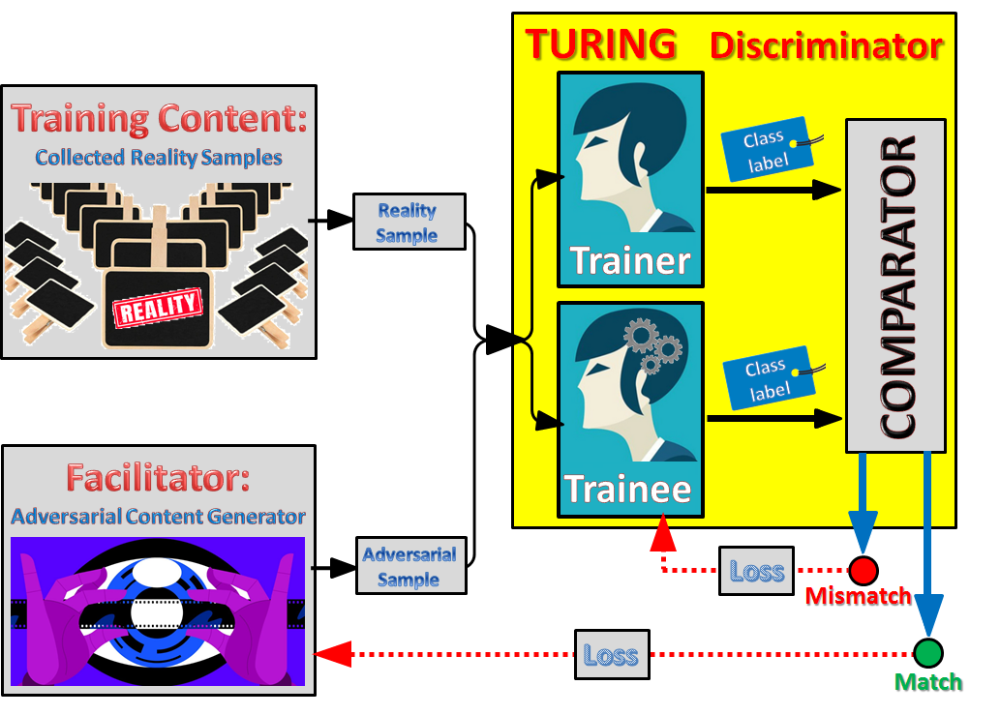 TURING Discriminator
Training Content:
Collected Reality Samples
REALITY
Reality
Sample
Trainer
Class
label
COMPARATOR
Trainee
Class
label
Facilitator:
Adversarial Content Generator
Adversarial
Sample
Loss
Mismatch
Loss
Match